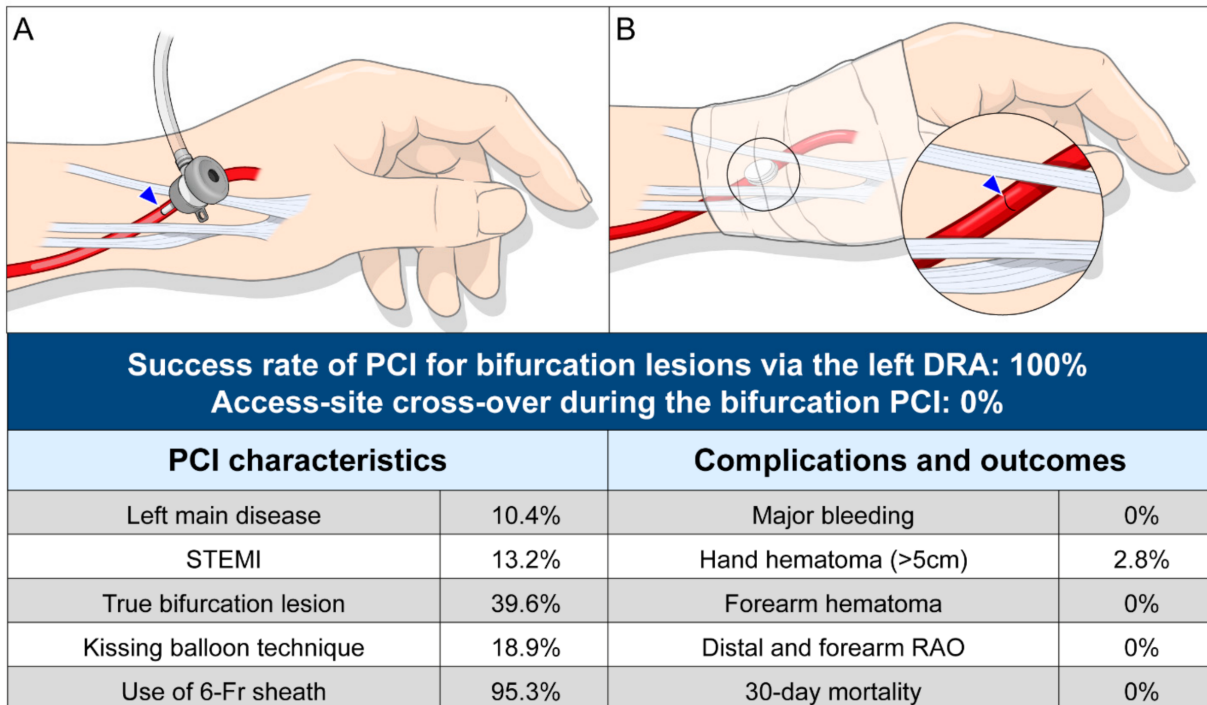 A
B
Success rate of PCI for bifurcation lesions via the left DRA: 100%
Access-site cross-over during the bifurcation PCI: 0%
PCI characteristics
Complications and outcomes
Left main disease 10.4% Major bleeding 0%
STEMI 13.2% Hand hematoma (>5cm) 2.8%
True bifurcation lesion 39.6% Forearm hematoma 0%
Kissing balloon technique 18.9% Distal and forearm RAO 0%
Use of 6-Fr sheath 95.3% 30-day mortality 0%